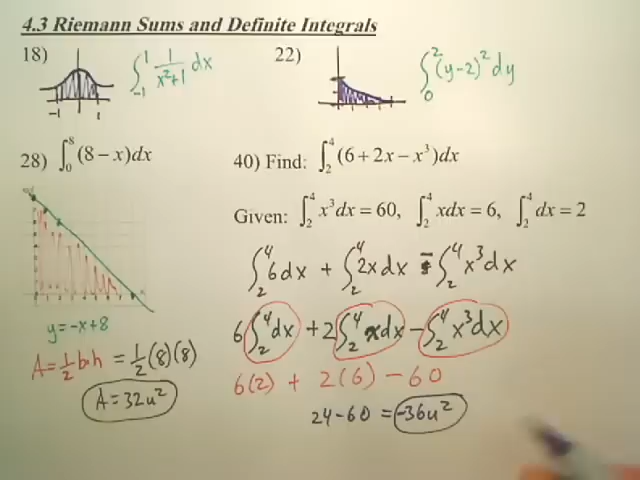 4.3 Riemann Sums and Definite Integrals
18) ∫_{-1}^{1} 1/(x²+1) dx
-1 1
22) ∫_0^2 (y-2)² dy
28) ∫_0^8 (8 − x)dx
y = -x+8
A = ½ b·h = ½(8)(8)
A = 32u²
40) Find: ∫_2^4 (6 + 2x − x³)dx
Given: ∫_2^4 x³dx = 60, ∫_2^4 xdx = 6, ∫_2^4 dx = 2
∫_2^4 6dx + ∫_2^4 2xdx - ∫_2^4 x³dx
6∫_2^4 dx + 2∫_2^4 xdx - ∫_2^4 x³dx
6(2) + 2(6) - 60
24-60 = -36u²